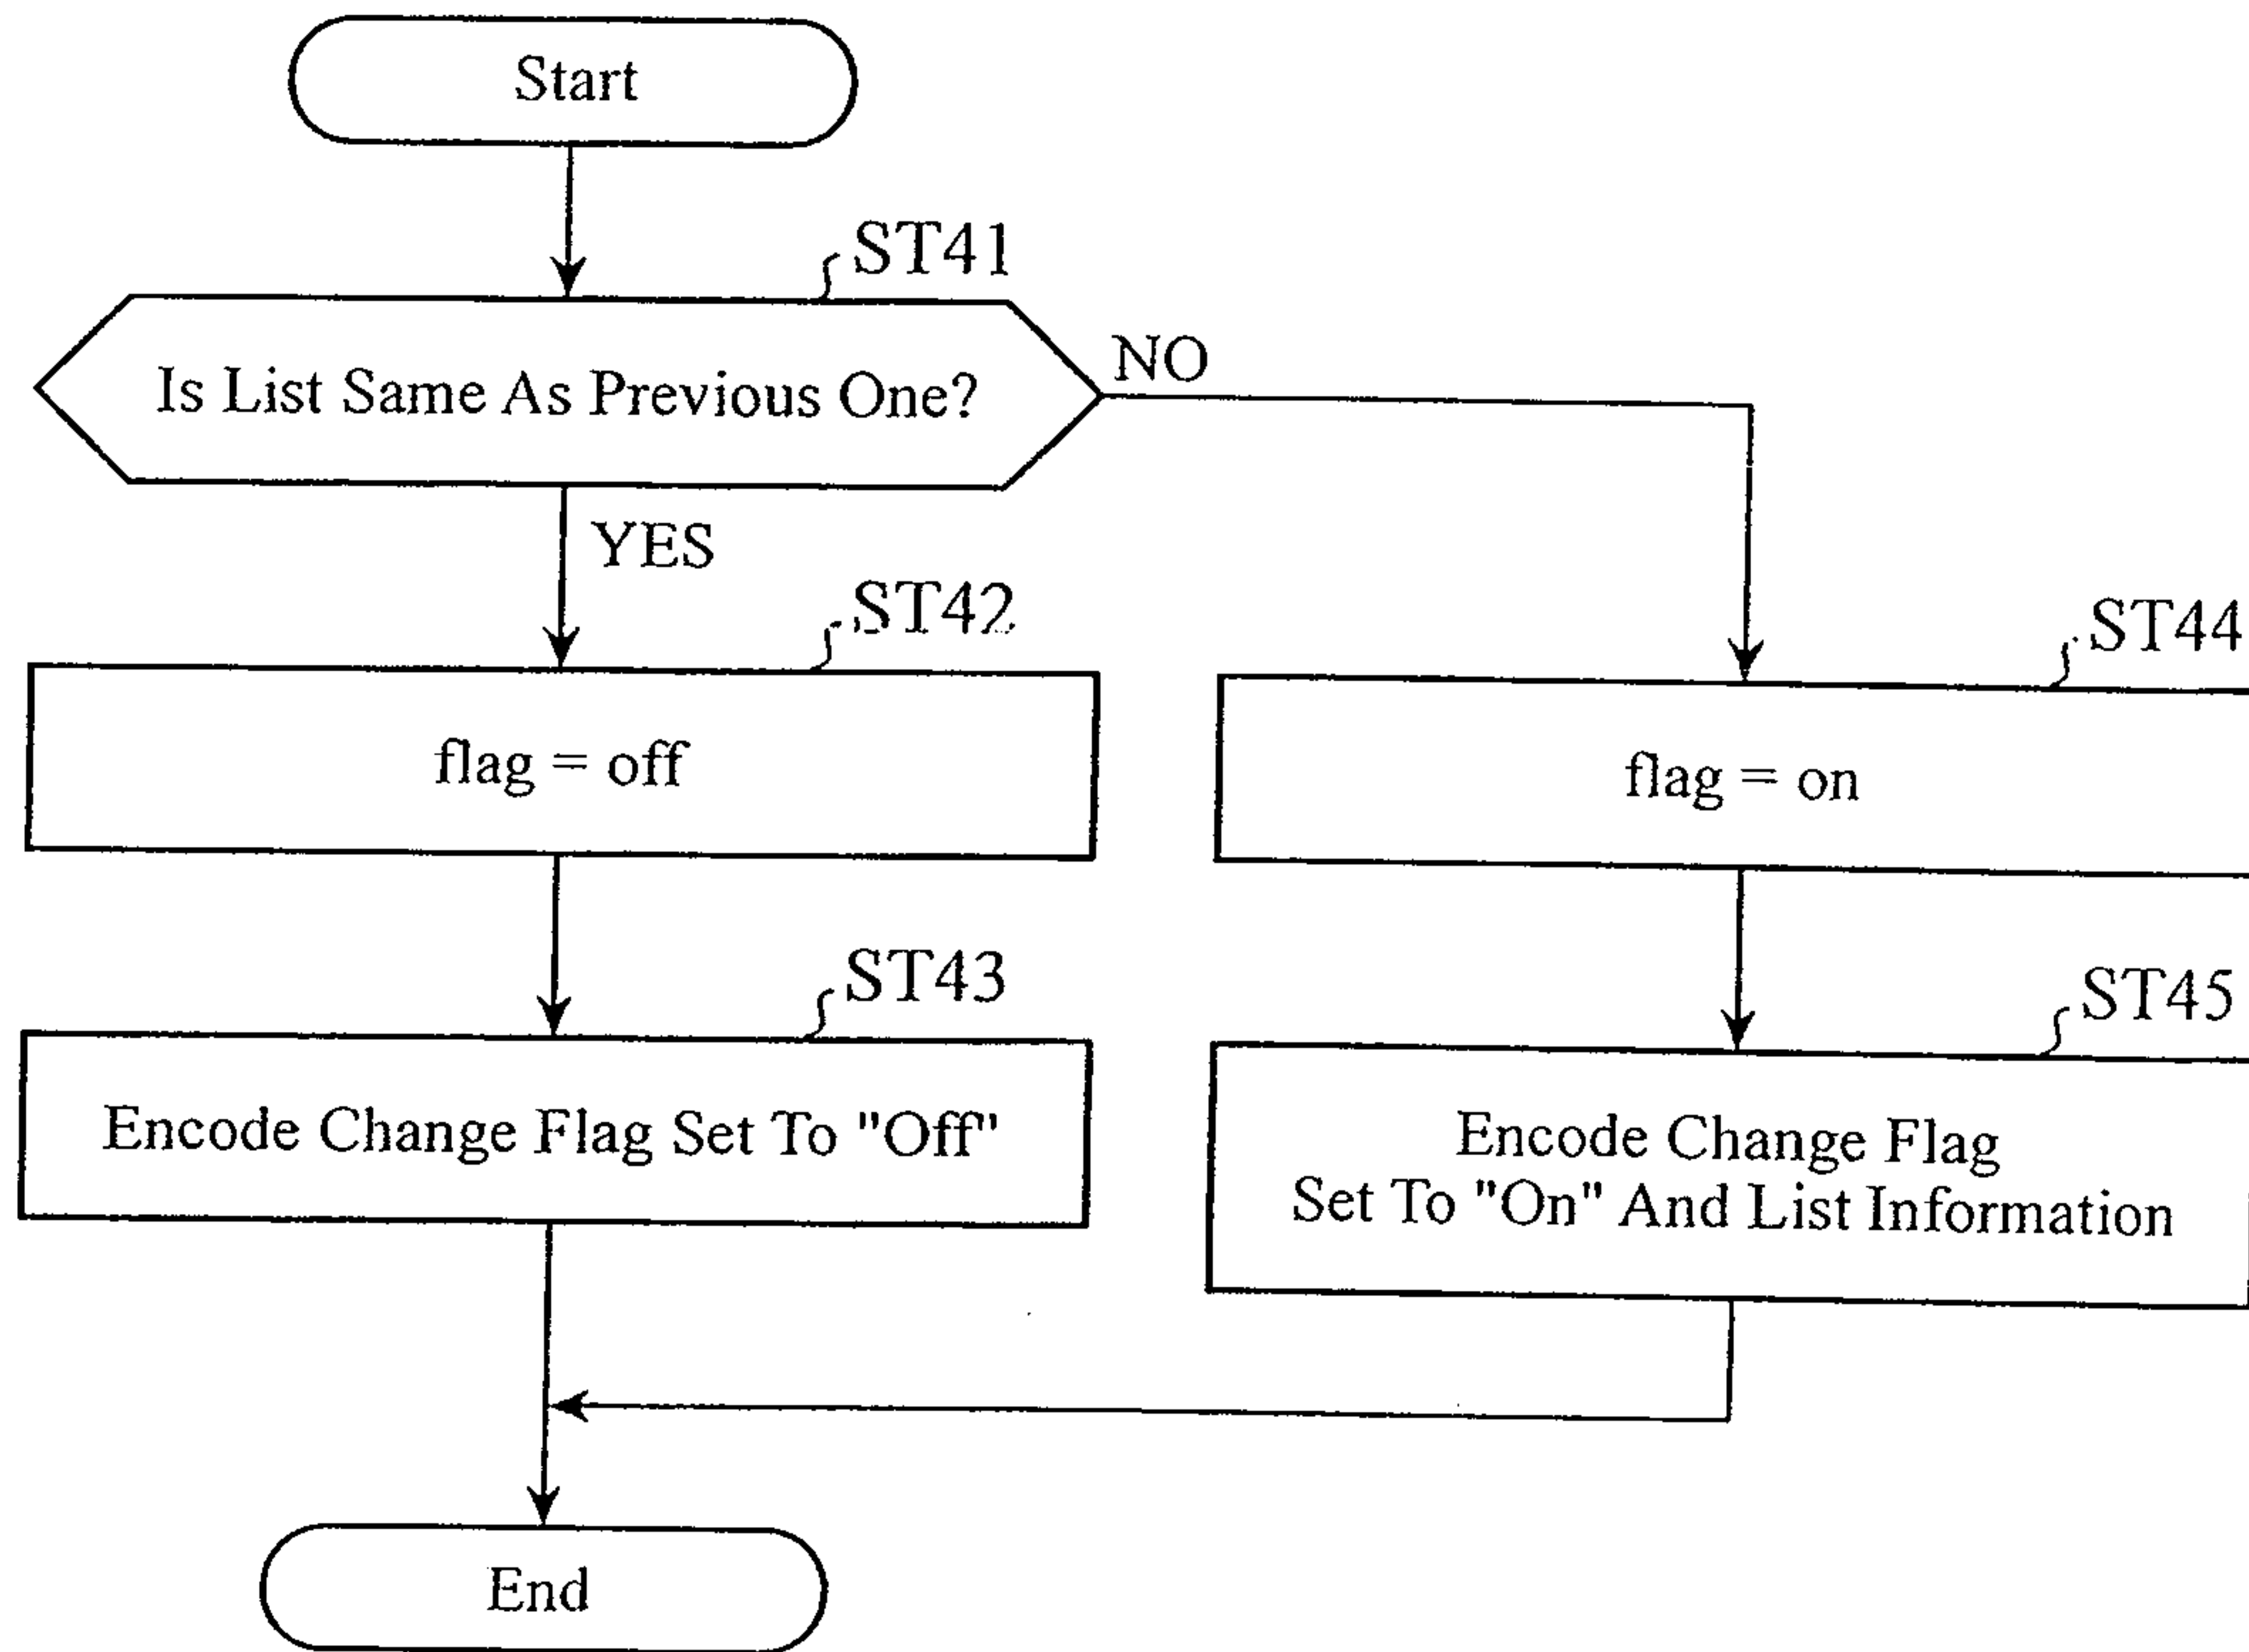 Start
ST41
Is List Same As Previous One?
NO
YES
ST42
flag = off
ST44
flag = on
ST43
Encode Change Flag Set To "Off"
ST45
Encode Change Flag
Set To "On" And List Information
End